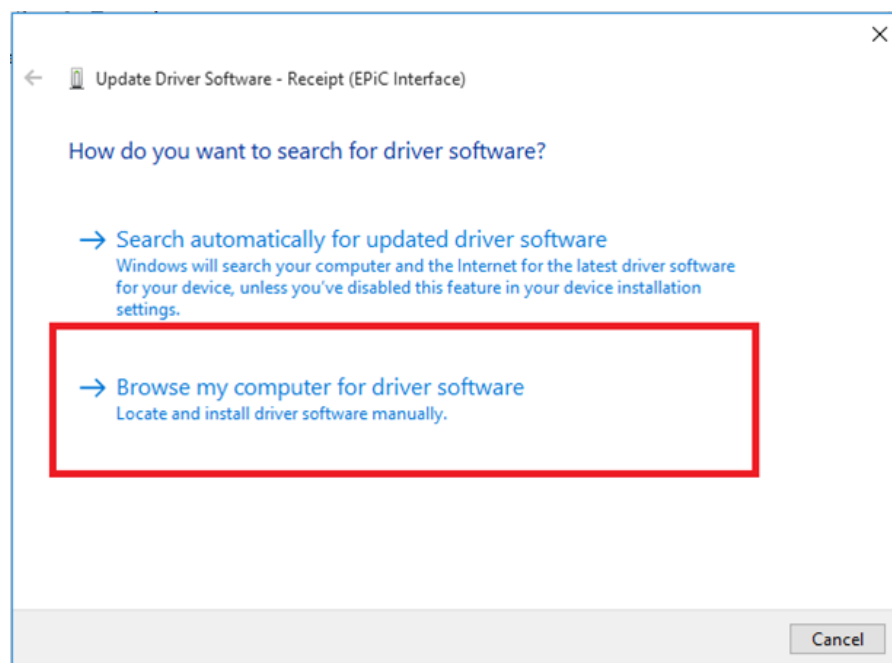 Update Driver Software - Receipt (EPiC Interface)
How do you want to search for driver software?
Search automatically for updated driver software
Windows will search your computer and the Internet for the latest driver software
for your device, unless you've disabled this feature in your device installation
settings.
Browse my computer for driver software
Locate and install driver software manually.
Cancel